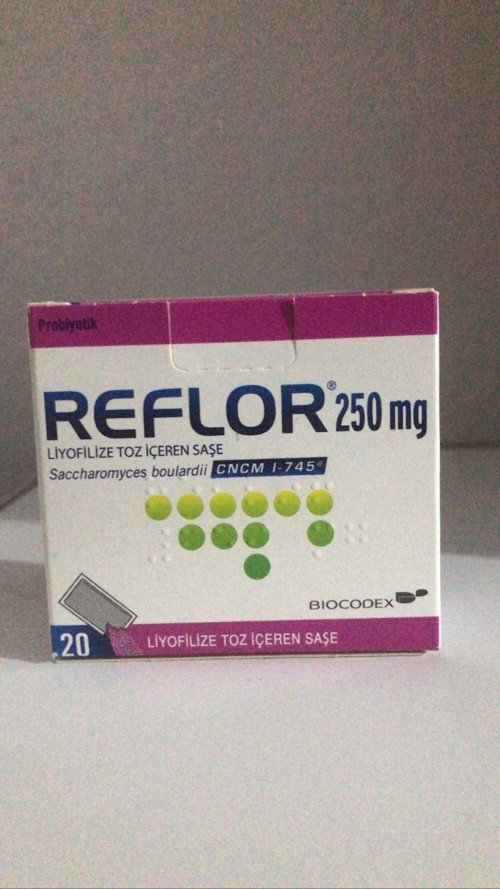 Probiyotik
REFLOR® 250 mg
LİYOFİLİZE TOZ İÇEREN SAŞE
Saccharomyces boulardii CNCM I-745®
BIOCODEX
20 LİYOFİLİZE TOZ İÇEREN SAŞE